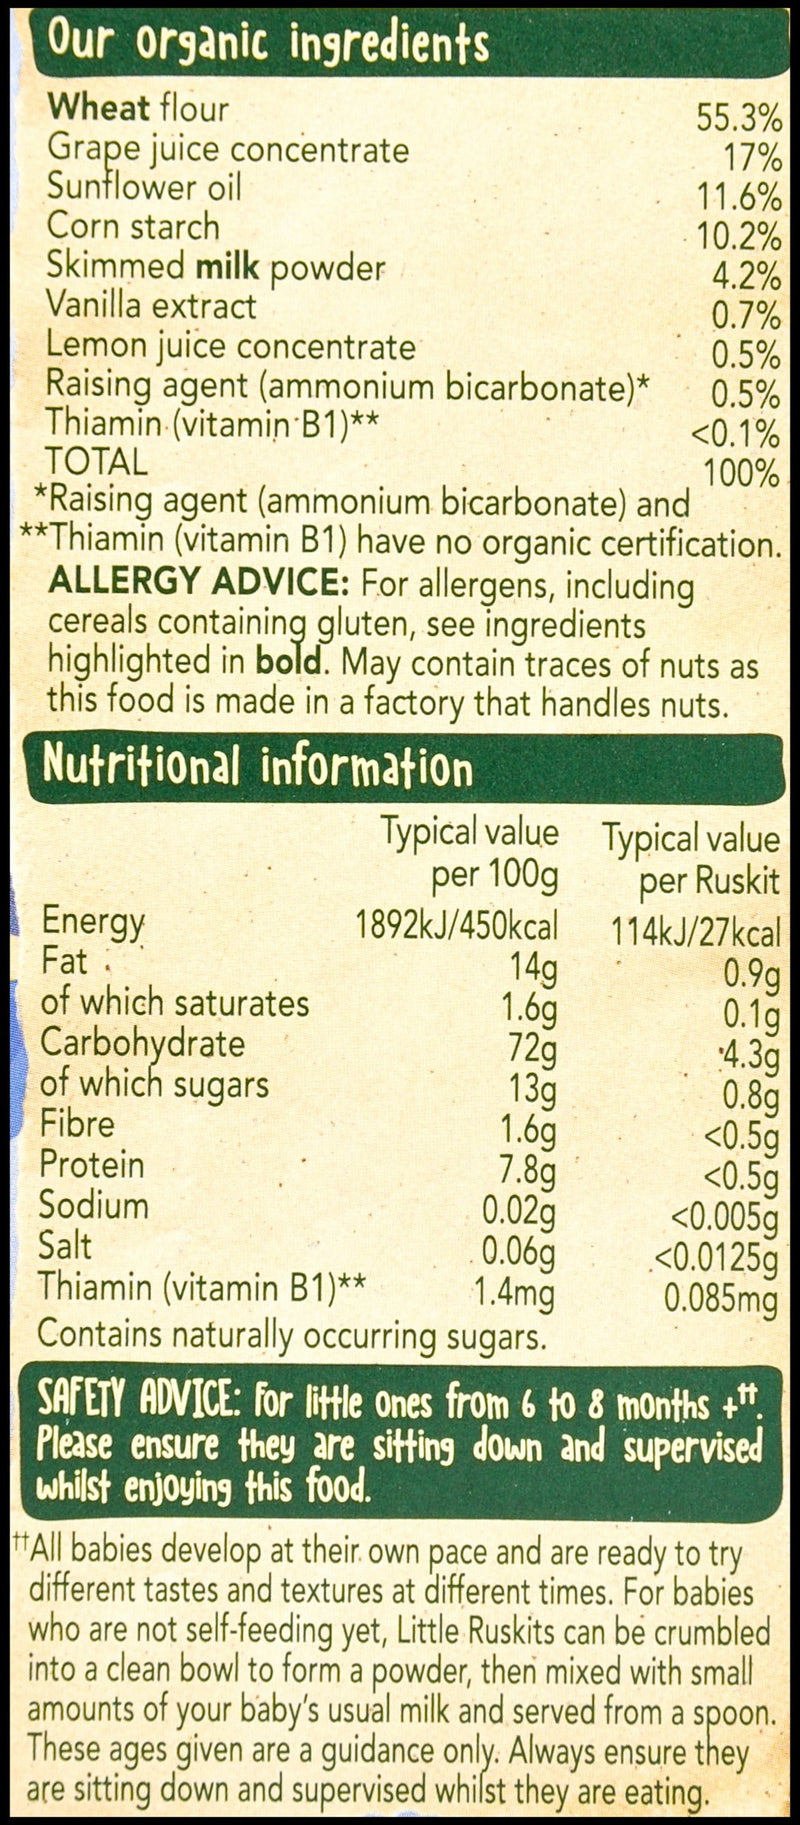 Our organic ingredients
Wheat flour 55.3%
Grape juice concentrate 17%
Sunflower oil 11.6%
Corn starch 10.2%
Skimmed milk powder 4.2%
Vanilla extract 0.7%
Lemon juice concentrate 0.5%
Raising agent (ammonium bicarbonate)* 0.5%
Thiamin (vitamin B1)** <0.1%
TOTAL 100%
*Raising agent (ammonium bicarbonate) and
**Thiamin (vitamin B1) have no organic certification.
ALLERGY ADVICE: For allergens, including
cereals containing gluten, see ingredients
highlighted in bold. May contain traces of nuts as
this food is made in a factory that handles nuts.
Nutritional information
Typical value Typical value
per 100g per Ruskit
Energy 1892kJ/450kcal 114kJ/27kcal
Fat 14g 0.9g
of which saturates 1.6g 0.1g
Carbohydrate 72g 4.3g
of which sugars 13g 0.8g
Fibre 1.6g <0.5g
Protein 7.8g <0.5g
Sodium 0.02g <0.005g
Salt 0.06g <0.0125g
Thiamin (vitamin B1)** 1.4mg 0.085mg
Contains naturally occurring sugars.
SAFETY ADVICE: For little ones from 6 to 8 months +††.
Please ensure they are sitting down and supervised
whilst enjoying this food.
††All babies develop at their own pace and are ready to try
different tastes and textures at different times. For babies
who are not self-feeding yet, Little Ruskits can be crumbled
into a clean bowl to form a powder, then mixed with small
amounts of your baby's usual milk and served from a spoon.
These ages given are a guidance only. Always ensure they
are sitting down and supervised whilst they are eating.